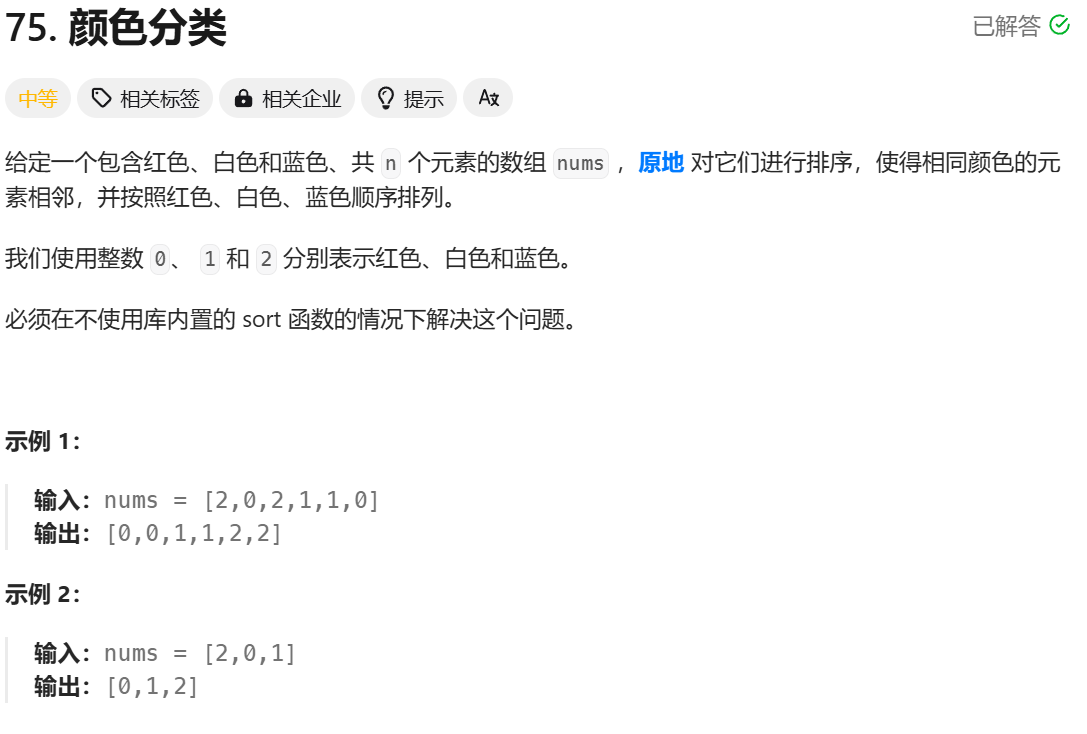 75. 颜色分类
已解答
中等 相关标签 相关企业 提示
给定一个包含红色、白色和蓝色、共 n 个元素的数组 nums ，原地 对它们进行排序，使得相同颜色的元
素相邻，并按照红色、白色、蓝色顺序排列。
我们使用整数 0、 1 和 2 分别表示红色、白色和蓝色。
必须在不使用库内置的 sort 函数的情况下解决这个问题。
示例 1：
输入：nums = [2,0,2,1,1,0]
输出：[0,0,1,1,2,2]
示例 2：
输入：nums = [2,0,1]
输出：[0,1,2]